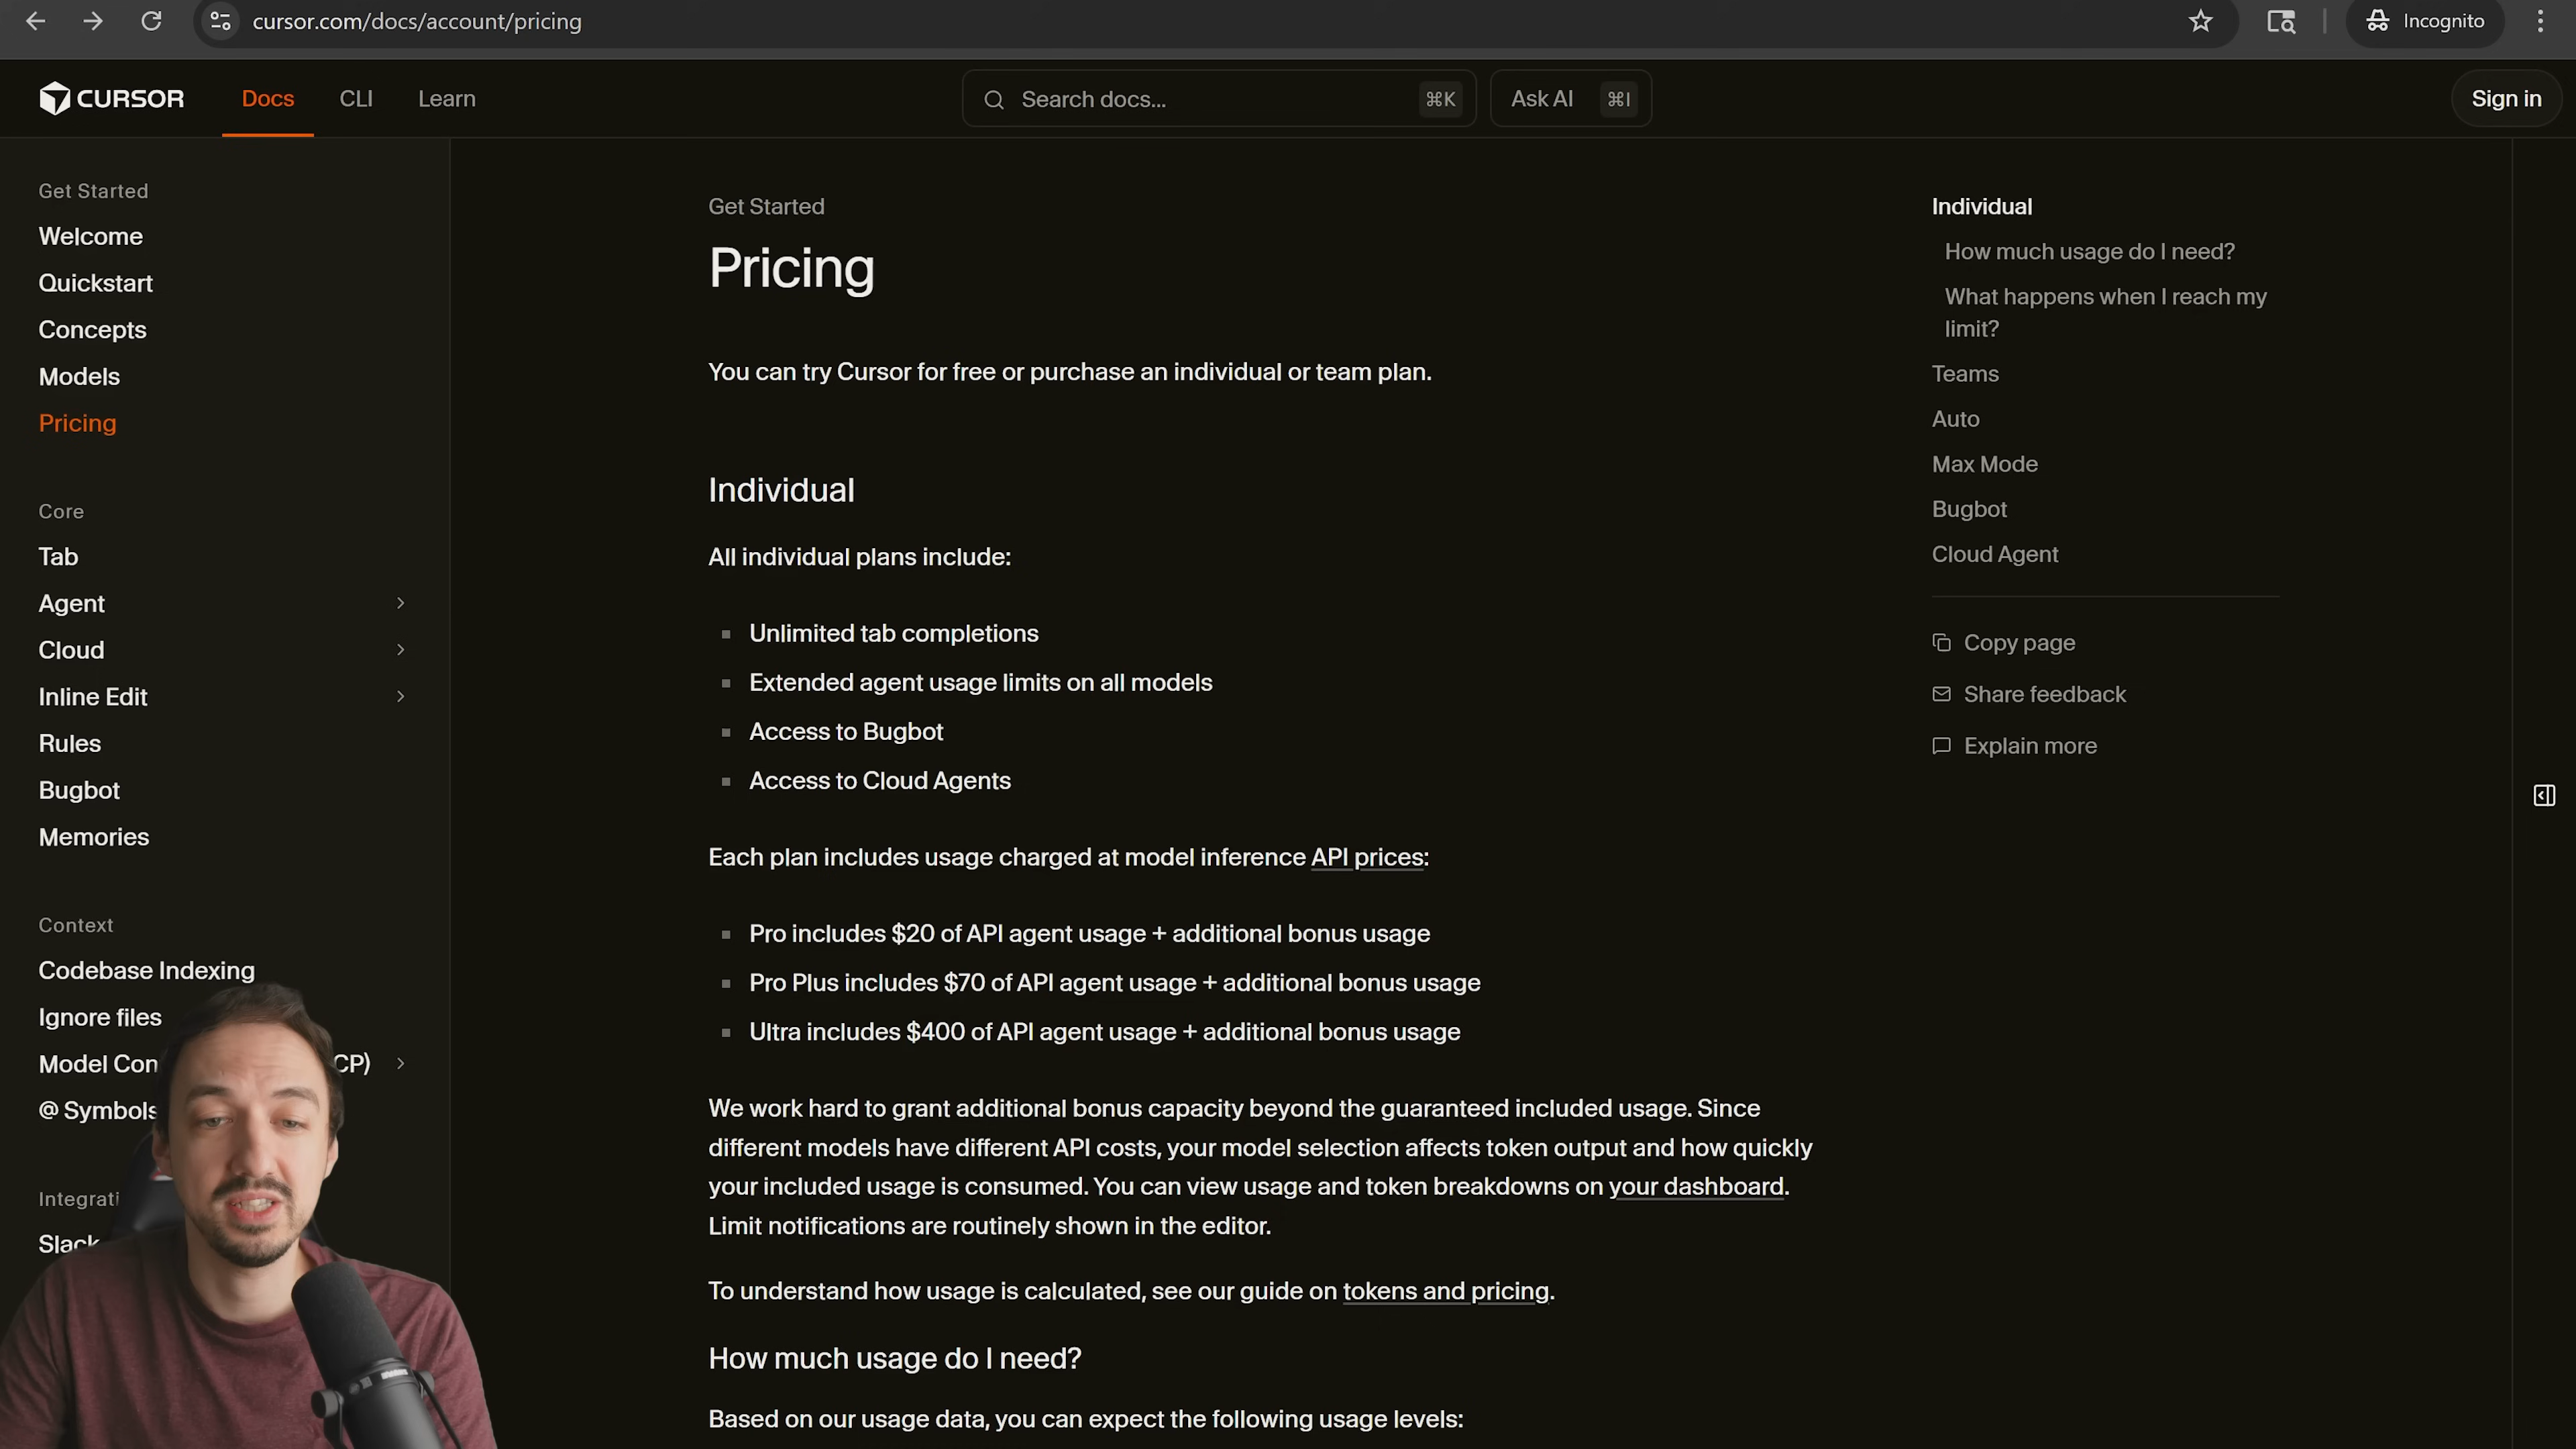 cursor.com/docs/account/pricing
Incognito
CURSOR
Docs
CLI
Learn
Search docs...
⌘K
Ask AI
⌘I
Sign in
Get Started
Welcome
Quickstart
Concepts
Models
Pricing
Core
Tab
Agent
Cloud
Inline Edit
Rules
Bugbot
Memories
Context
Codebase Indexing
Ignore files
Model Con CP)
@ Symbols
Integrati
Slack
Get Started
Pricing
You can try Cursor for free or purchase an individual or team plan.
Individual
All individual plans include:
Unlimited tab completions
Extended agent usage limits on all models
Access to Bugbot
Access to Cloud Agents
Each plan includes usage charged at model inference API prices:
Pro includes $20 of API agent usage + additional bonus usage
Pro Plus includes $70 of API agent usage + additional bonus usage
Ultra includes $400 of API agent usage + additional bonus usage
We work hard to grant additional bonus capacity beyond the guaranteed included usage. Since
different models have different API costs, your model selection affects token output and how quickly
your included usage is consumed. You can view usage and token breakdowns on your dashboard.
Limit notifications are routinely shown in the editor.
To understand how usage is calculated, see our guide on tokens and pricing.
How much usage do I need?
Based on our usage data, you can expect the following usage levels:
Individual
How much usage do I need?
What happens when I reach my
limit?
Teams
Auto
Max Mode
Bugbot
Cloud Agent
Copy page
Share feedback
Explain more